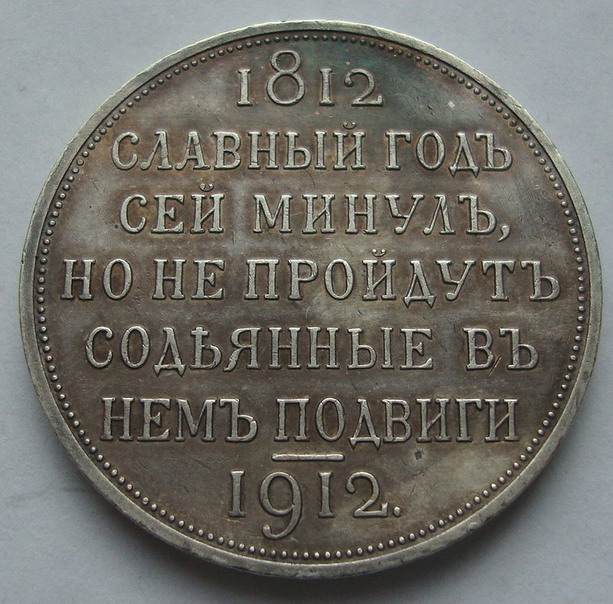 1812
СЛАВНЫЙ ГОДЪ
СЕЙ МИНУЛЪ,
НО НЕ ПРОЙДУТЪ
СОДѢЯННЫЕ ВЪ
НЕМЪ ПОДВИГИ
1912.